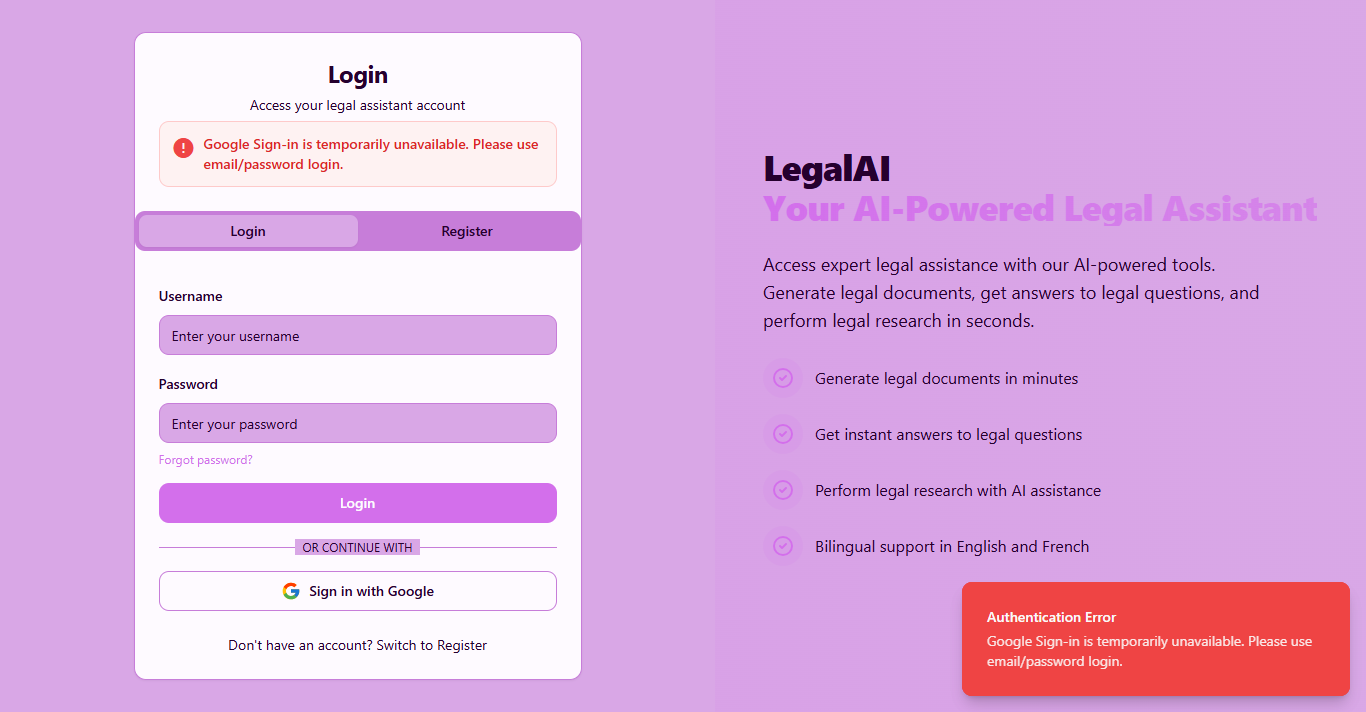 Login
Access your legal assistant account
Google Sign-in is temporarily unavailable. Please use
email/password login.
Login
Register
Username
Enter your username
Password
Enter your password
Forgot password?
Login
OR CONTINUE WITH
Sign in with Google
Don't have an account? Switch to Register
LegalAI
Your AI-Powered Legal Assistant
Access expert legal assistance with our AI-powered tools.
Generate legal documents, get answers to legal questions, and
perform legal research in seconds.
Generate legal documents in minutes
Get instant answers to legal questions
Perform legal research with AI assistance
Bilingual support in English and French
Authentication Error
Google Sign-in is temporarily unavailable. Please use
email/password login.